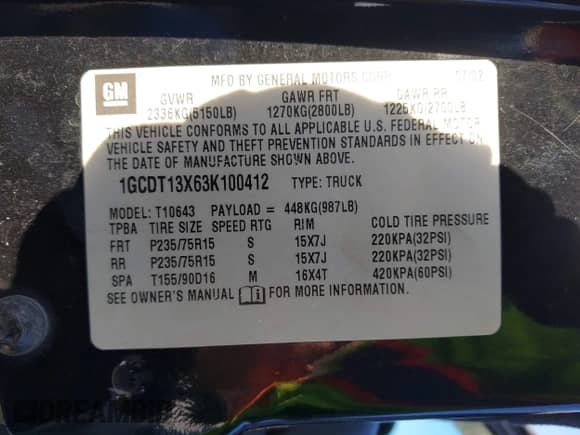 GM
MFD BY GENERAL MOTORS CORP 07/02
GVWR GAWR FRT GAWR RR
2336KG(5150LB) 1270KG(2800LB) 1225KG(2700LB
THIS VEHICLE CONFORMS TO ALL APPLICABLE U.S. FEDERAL MOTOR
VEHICLE SAFETY AND THEFT PREVENTION STANDARDS IN EFFECT ON
THE DATE OF MANUFACTURE SHOWN ABOVE.
1GCDT13X63K100412 TYPE: TRUCK
MODEL: T10643 PAYLOAD = 448KG(987LB)
TPBA TIRE SIZE SPEED RTG RIM COLD TIRE PRESSURE
FRT P235/75R15 S 15X7J 220KPA(32PSI)
RR P235/75R15 S 15X7J 220KPA(32PSI)
SPA T155/90D16 M 16X4T 420KPA(60PSI)
SEE OWNER'S MANUAL i FOR MORE INFORMATION.
DREAMBID